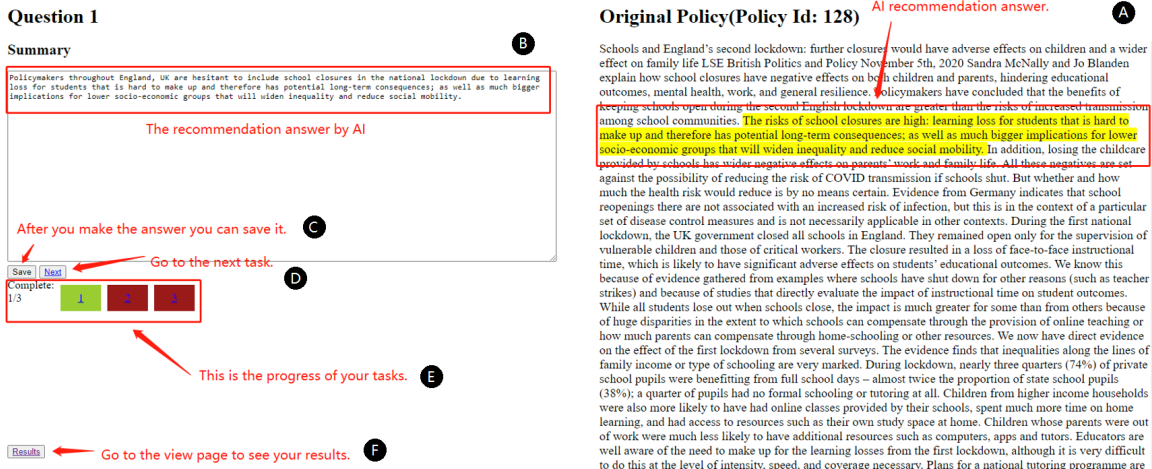 Question 1
Summary
B
Policymakers throughout England, UK are hesitant to include school closures in the national lockdown due to learning
loss for students that is hard to make up and therefore has potential long-term consequences; as well as much bigger
implications for lower socio-economic groups that will widen inequality and reduce social mobility.
The recommendation answer by AI
After you make the answer you can save it.
C
Save
Next
Go to the next task.
D
Complete:
1/3
1
2
3
This is the progress of your tasks.
E
Results
Go to the view page to see your results.
F
AI recommendation answer.
A
Original Policy(Policy Id: 128)
Schools and England's second lockdown: further closures would have adverse effects on children and a wider
effect on family life LSE British Politics and Policy November 5th, 2020 Sandra McNally and Jo Blanden
explain how school closures have negative effects on both children and parents, hindering educational
outcomes, mental health, work, and general resilience. Policymakers have concluded that the benefits of
keeping schools open during the second English lockdown are greater than the risks of increased transmission
among school communities. The risks of school closures are high: learning loss for students that is hard to
make up and therefore has potential long-term consequences; as well as much bigger implications for lower
socio-economic groups that will widen inequality and reduce social mobility. In addition, losing the childcare
provided by schools has wider negative effects on parents' work and family life. All these negatives are set
against the possibility of reducing the risk of COVID transmission if schools shut. But whether and how
much the health risk would reduce is by no means certain. Evidence from Germany indicates that school
reopenings there are not associated with an increased risk of infection, but this is in the context of a particular
set of disease control measures and is not necessarily applicable in other contexts. During the first national
lockdown, the UK government closed all schools in England. They remained open only for the supervision of
vulnerable children and those of critical workers. The closure resulted in a loss of face-to-face instructional
time, which is likely to have significant adverse effects on students' educational outcomes. We know this
because of evidence gathered from examples where schools have shut down for other reasons (such as teacher
strikes) and because of studies that directly evaluate the impact of instructional time on student outcomes.
While all students lose out when schools close, the impact is much greater for some than from others because
of huge disparities in the extent to which schools can compensate through the provision of online teaching or
how much parents can compensate through home-schooling or other resources. We now have direct evidence
on the effect of the first lockdown from several surveys. The evidence finds that inequalities along the lines of
family income or type of schooling are very marked. During lockdown, nearly three quarters (74%) of private
school pupils were benefitting from full school days – almost twice the proportion of state school pupils
(38%); a quarter of pupils had no formal schooling or tutoring at all. Children from higher income households
were also more likely to have had online classes provided by their schools, spent much more time on home
learning, and had access to resources such as their own study space at home. Children whose parents were out
of work were much less likely to have additional resources such as computers, apps and tutors. Educators are
well aware of the need to make up for the learning losses from the first lockdown, although it is very difficult
to do this at the level of intensity, speed, and coverage necessary. Plans for a national tutoring programme are